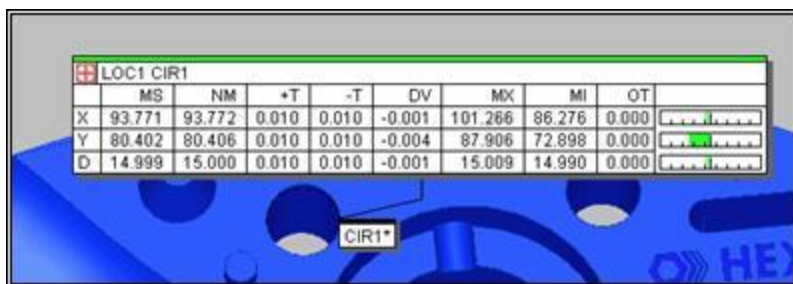 LOC1 CIR1
MS NM +T -T DV MX MI OT
X 93.771 93.772 0.010 0.010 -0.001 101.266 86.276 0.000
Y 80.402 80.406 0.010 0.010 -0.004 87.906 72.898 0.000
D 14.999 15.000 0.010 0.010 -0.001 15.009 14.990 0.000
CIR1*
HEX